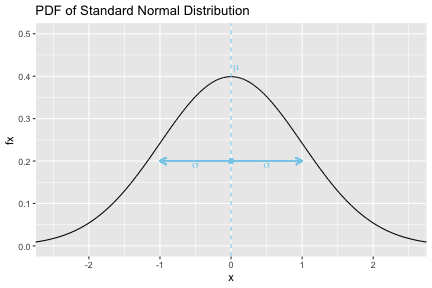 PDF of Standard Normal Distribution
0.5
0.4
μ
0.3
fx
0.2
σ σ
0.1
0.0
-2 -1 0 1 2
x